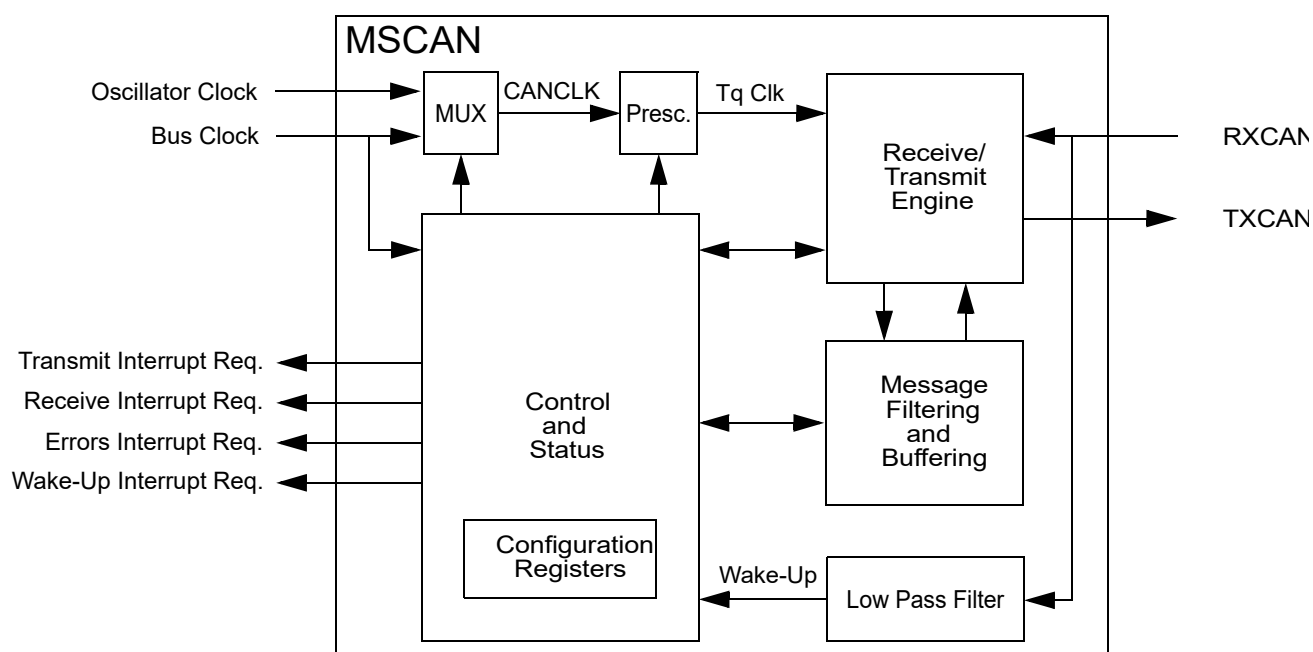 MSCAN
Oscillator Clock
Bus Clock
MUX
CANCLK
Presc.
Tq Clk
Receive/
Transmit
Engine
RXCAN
TXCAN
Transmit Interrupt Req.
Receive Interrupt Req.
Errors Interrupt Req.
Wake-Up Interrupt Req.
Control
and
Status
Message
Filtering
and
Buffering
Configuration
Registers
Wake-Up
Low Pass Filter